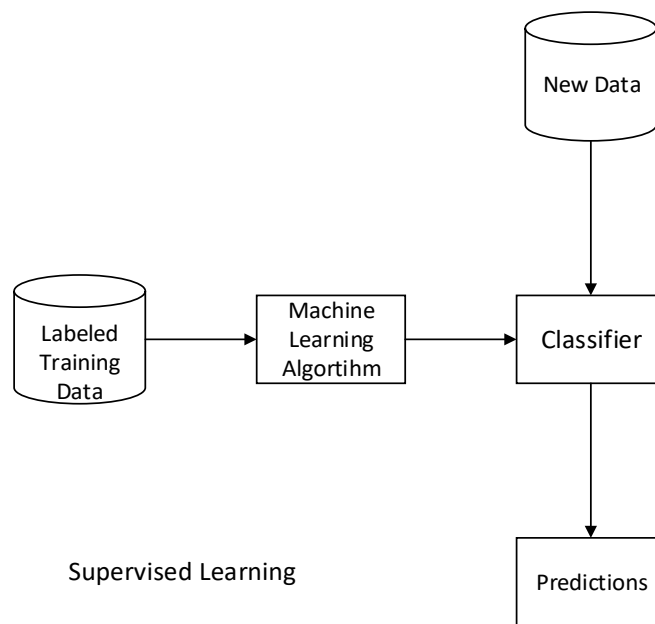 New Data
Labeled
Training
Data
Machine
Learning
Algortihm
Classifier
Supervised Learning
Predictions